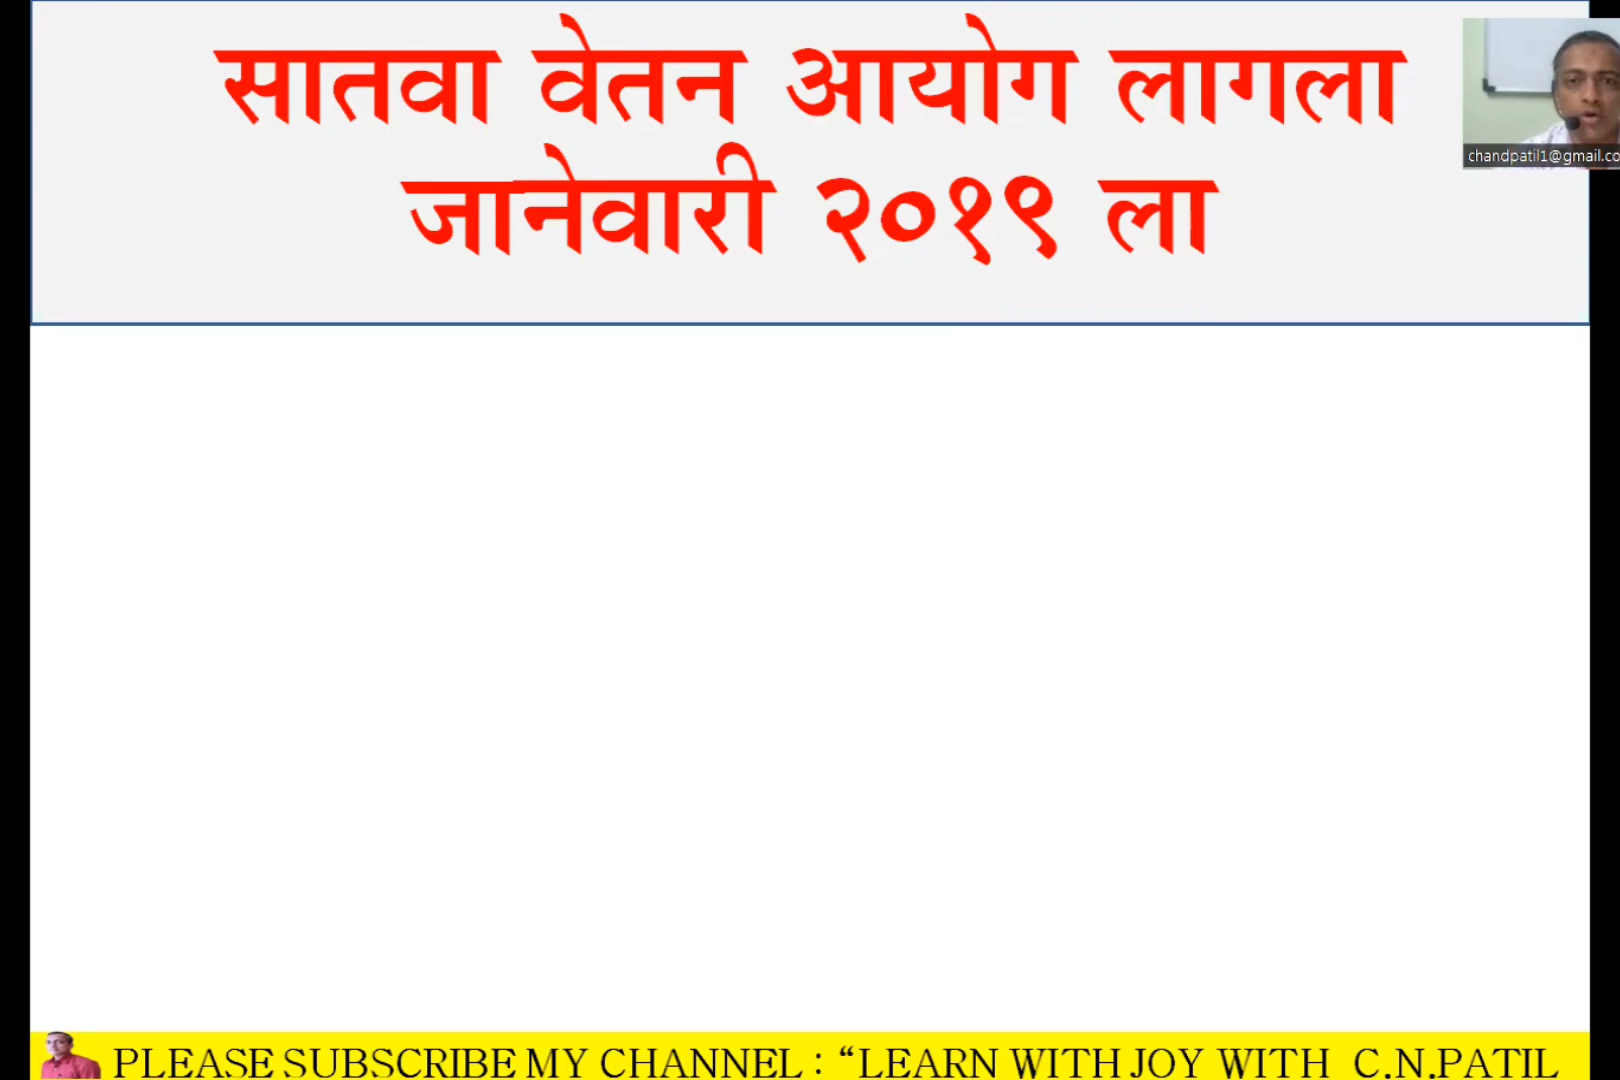 सातवा वेतन आयोग लागला
जानेवारी २०१९ ला
chandpatil1@gmail.co
PLEASE SUBSCRIBE MY CHANNEL : “LEARN WITH JOY WITH C.N.PATIL